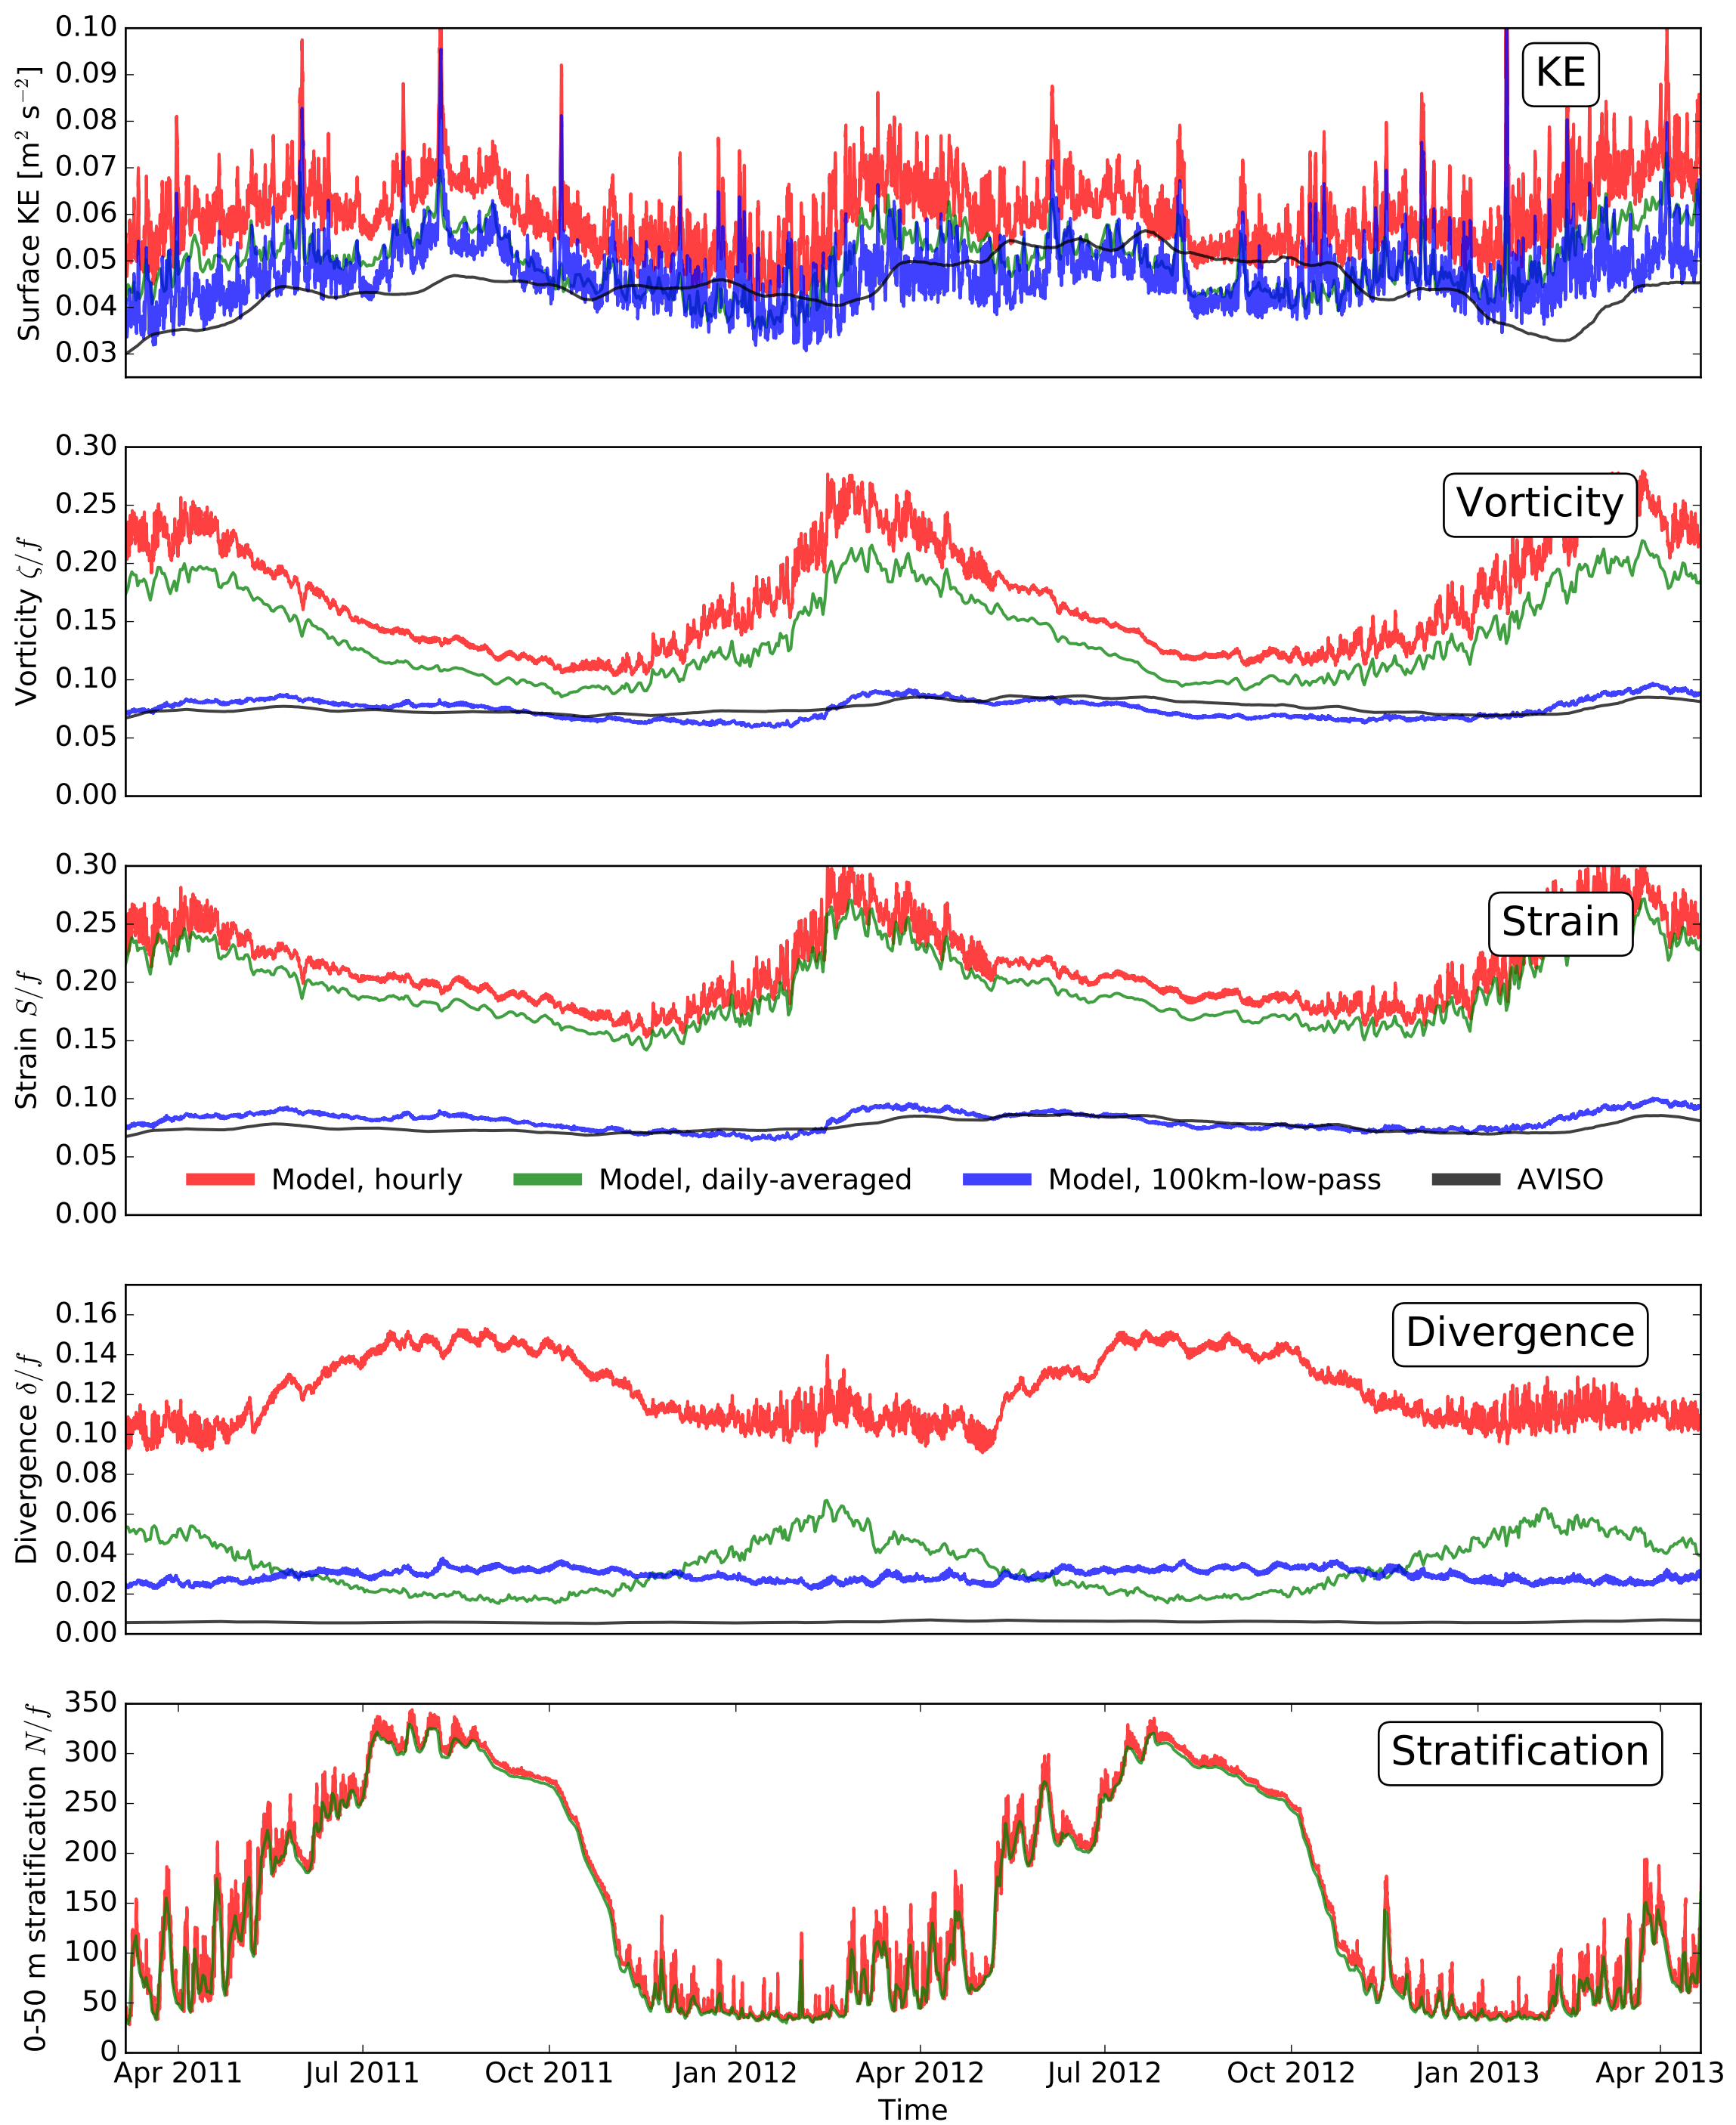 Surface KE [m² s⁻²]
0.10
0.09
0.08
0.07
0.06
0.05
0.04
0.03
KE
Vorticity ζ/f
0.30
0.25
0.20
0.15
0.10
0.05
0.00
Vorticity
Strain S/f
0.30
0.25
0.20
0.15
0.10
0.05
0.00
Strain
Model, hourly
Model, daily-averaged
Model, 100km-low-pass
AVISO
Divergence δ/f
0.16
0.14
0.12
0.10
0.08
0.06
0.04
0.02
0.00
Divergence
0-50 m stratification N/f
350
300
250
200
150
100
50
0
Stratification
Apr 2011
Jul 2011
Oct 2011
Jan 2012
Apr 2012
Jul 2012
Oct 2012
Jan 2013
Apr 2013
Time